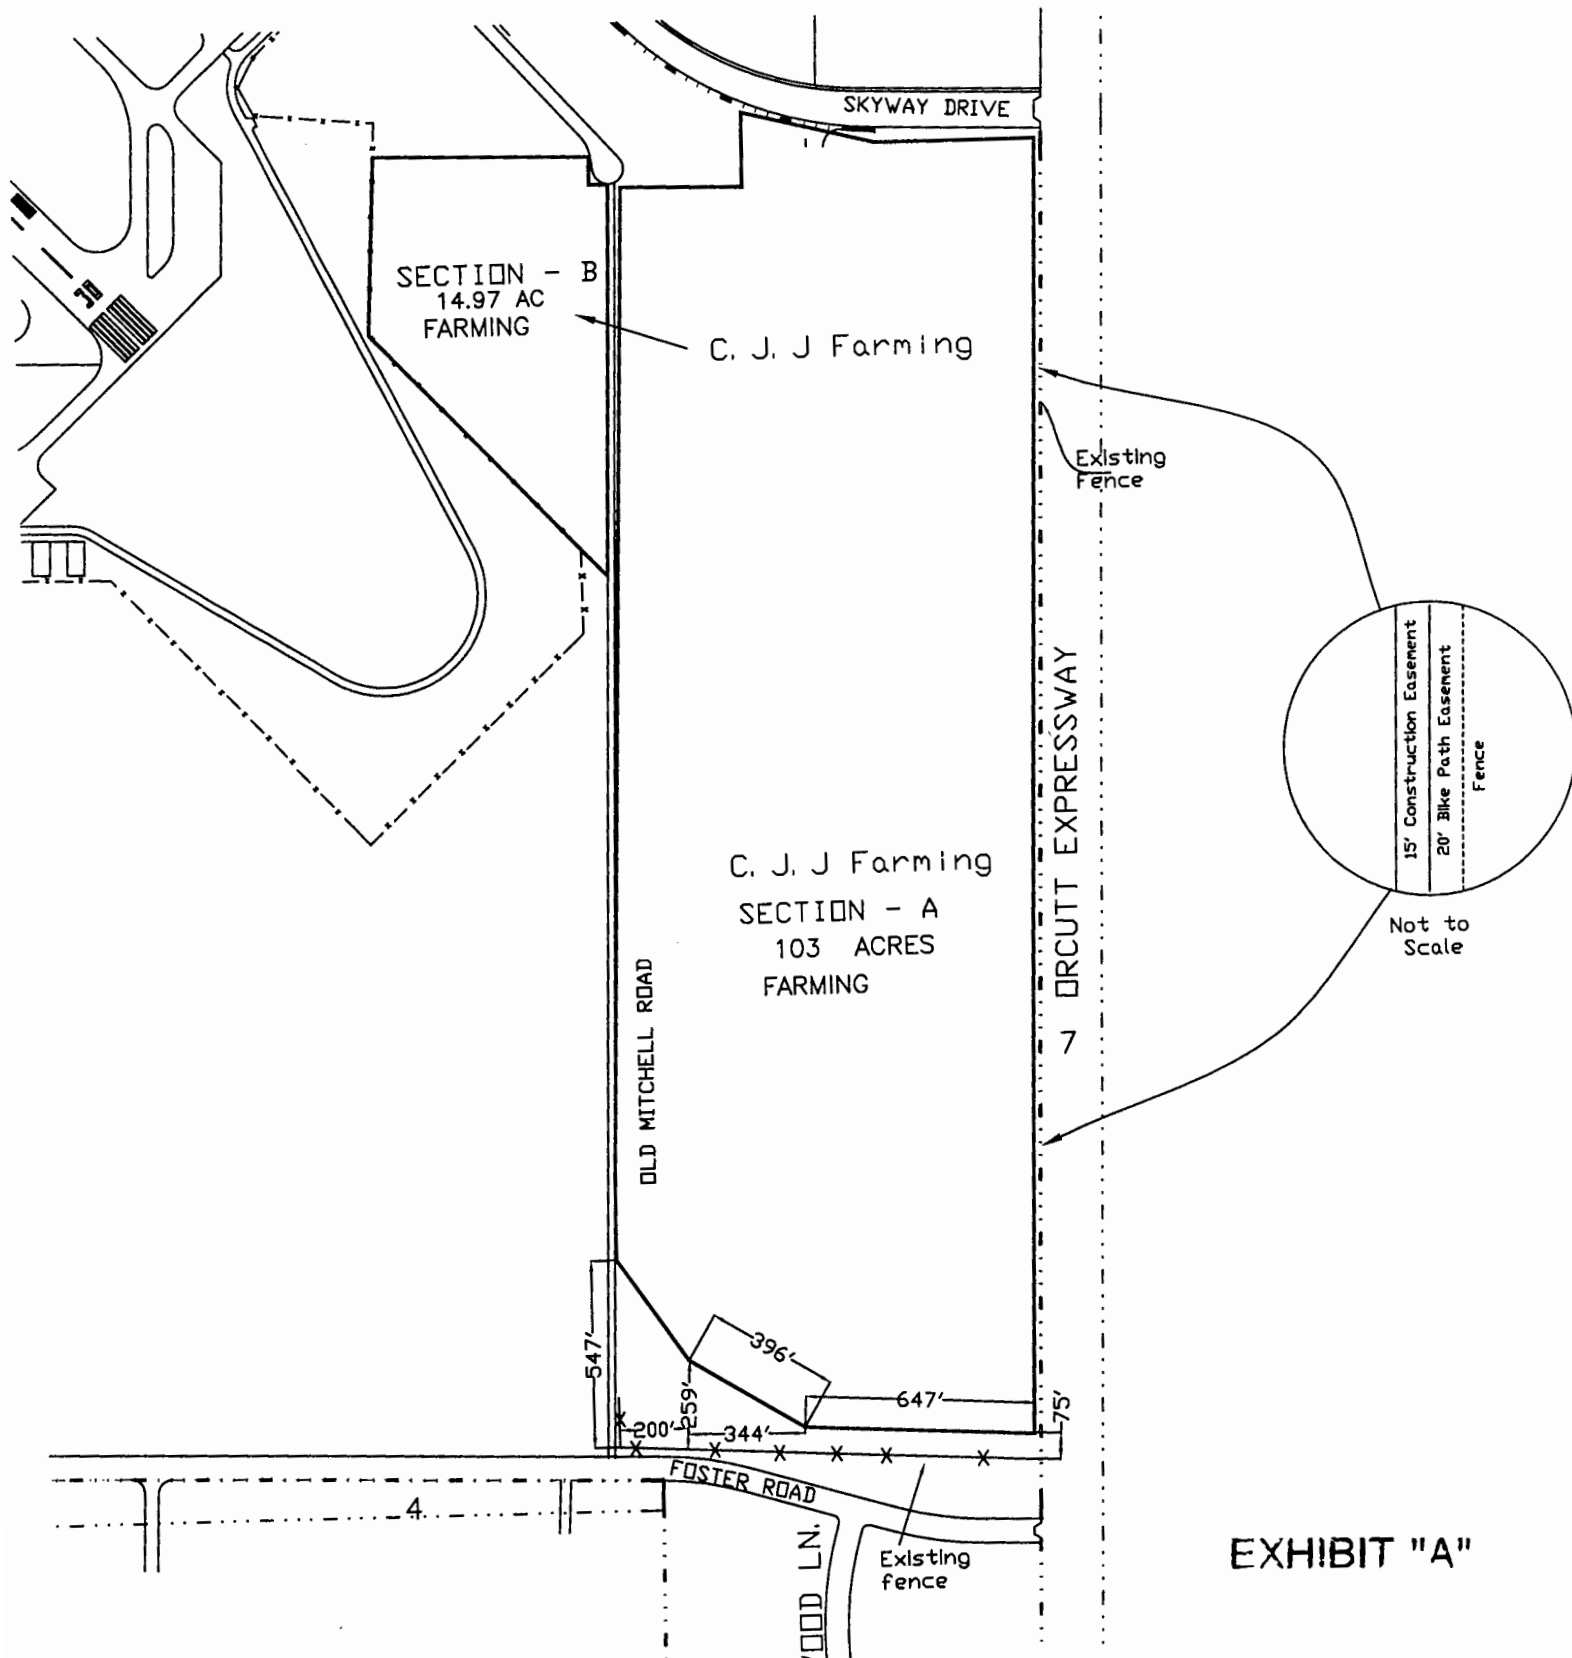 SKYWAY DRIVE
SECTION - B
14.97 AC
FARMING
C. J. J Farming
Existing
Fence
15' Construction Easement
20' Bike Path Easement
Fence
Not to
Scale
ORCUTT EXPRESSWAY
7
C. J. J Farming
SECTION - A
103 ACRES
FARMING
OLD MITCHELL ROAD
547'
396'
259'
647'
75'
200'
344'
FOSTER ROAD
4
Existing
fence
LN.
EXHIBIT "A"